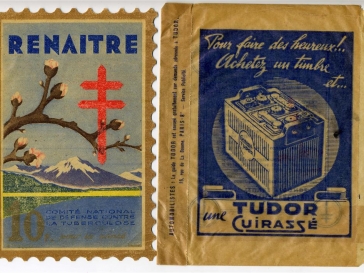 RENAITRE
10
COMITÉ NATIONAL
DE DÉFENSE CONTRE
LA TUBERCULOSE
Pour faire des heureux...
Achetez un timbre
et...
une TUDOR
CUIRASSÉ